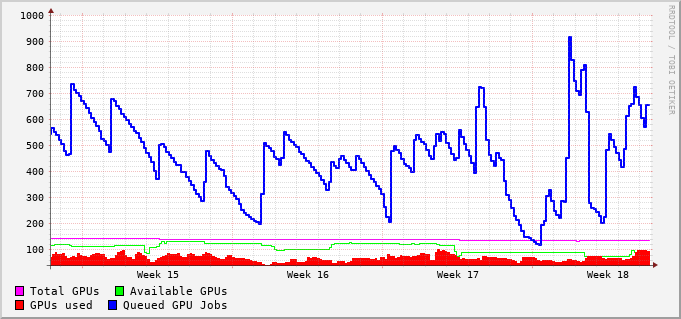 1000
900
800
700
600
500
400
300
200
100
Week 15 Week 16 Week 17 Week 18
Total GPUs Available GPUs
GPUs used Queued GPU Jobs
RRDTOOL / TOBI OETIKER